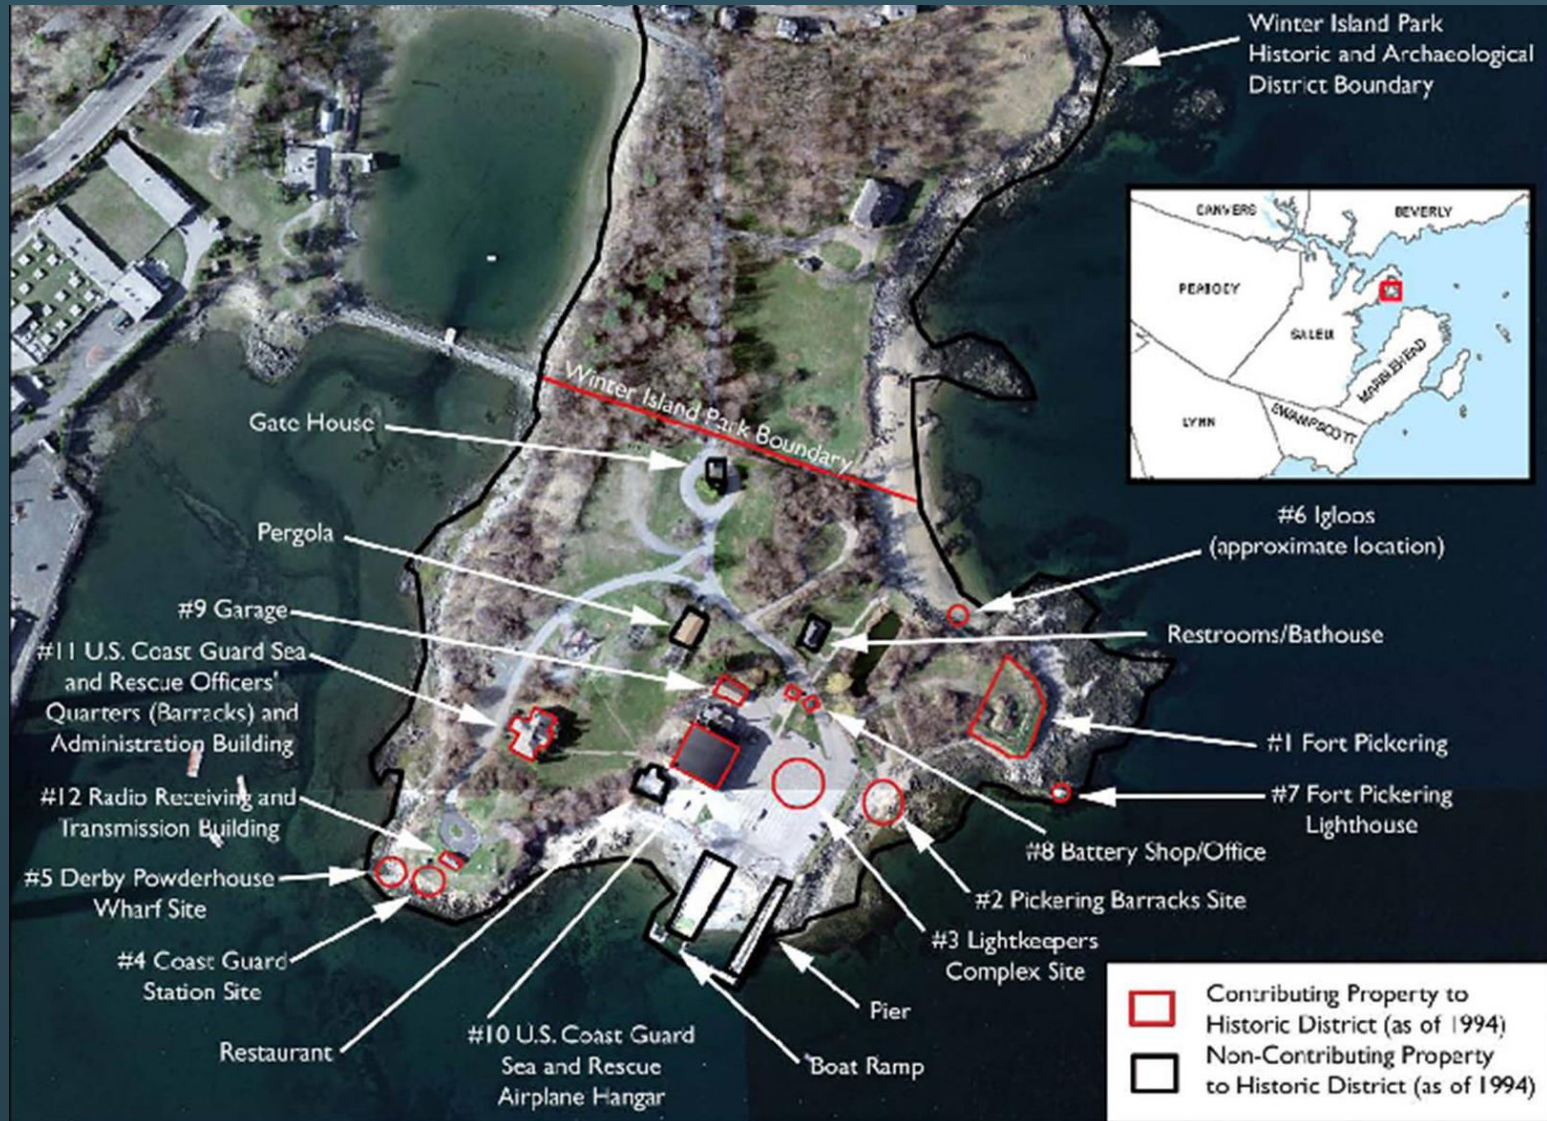 Winter Island Park
Historic and Archaeological
District Boundary
DANVERS
BEVERLY
PEABODY
SALEM
MARBLEHEAD
LYNN
SWAMPSCOTT
Winter Island Park Boundary
Gate House
#6 Igloos
(approximate location)
Pergola
#9 Garage
Restrooms/Bathouse
#11 U.S. Coast Guard Sea
and Rescue Officers'
Quarters (Barracks) and
Administration Building
#1 Fort Pickering
#12 Radio Receiving and
Transmission Building
#7 Fort Pickering
Lighthouse
#8 Battery Shop/Office
#5 Derby Powderhouse
Wharf Site
#2 Pickering Barracks Site
#4 Coast Guard
Station Site
#3 Lightkeepers
Complex Site
Pier
Restaurant
#10 U.S. Coast Guard
Sea and Rescue
Airplane Hangar
Boat Ramp
Contributing Property to
Historic District (as of 1994)
Non-Contributing Property
to Historic District (as of 1994)